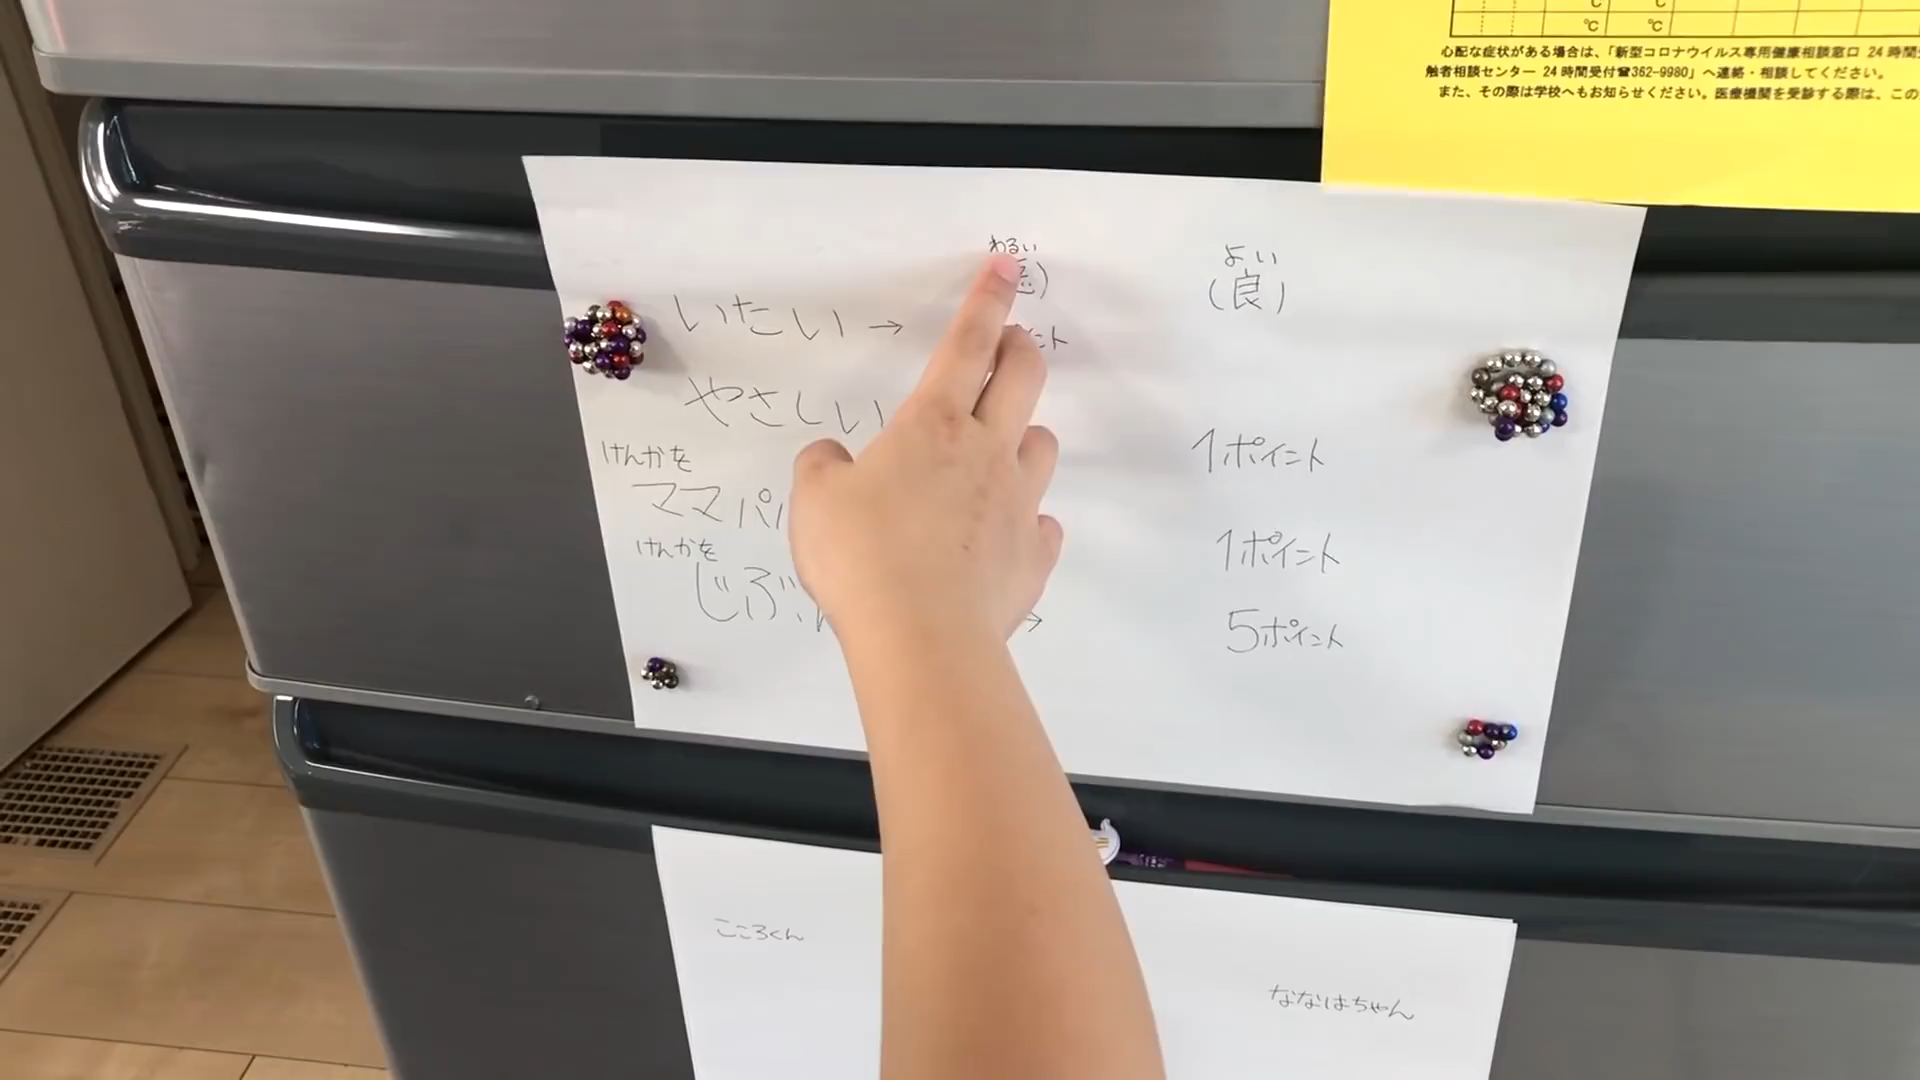 ℃ ℃
℃ ℃
心配な症状がある場合は、「新型コロナウイルス専用健康相談窓口 24時間
触者相談センター 24時間受付☎362-9980」へ連絡・相談してください。
また、その際は学校へもお知らせください。医療機関を受診する際は、この
わるい よい
(良)
いたい →
やさしい
けんかを 1ポイント
ママ
けんかを 1ポイント
じぶ → 5ポイント
こころくん
ななはちゃん